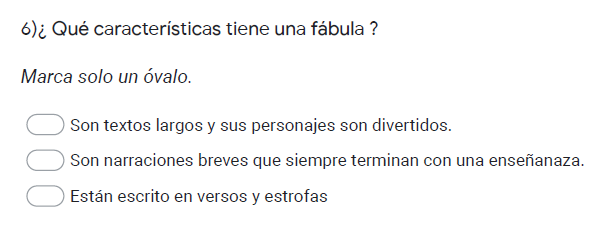 6)¿ Qué características tiene una fábula ?
Marca solo un óvalo.
Son textos largos y sus personajes son divertidos.
Son narraciones breves que siempre terminan con una enseñanaza.
Están escrito en versos y estrofas